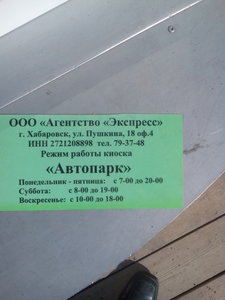 ООО «Агентство «Экспресс»
г. Хабаровск, ул. Пушкина, 18 оф.4
ИНН 2721208898 тел. 79-37-48
Режим работы киоска
«Автопарк»
Понедельник - пятница: с 7-00 до 20-00
Суббота: с 8-00 до 19-00
Воскресенье: с 10-00 до 18-00